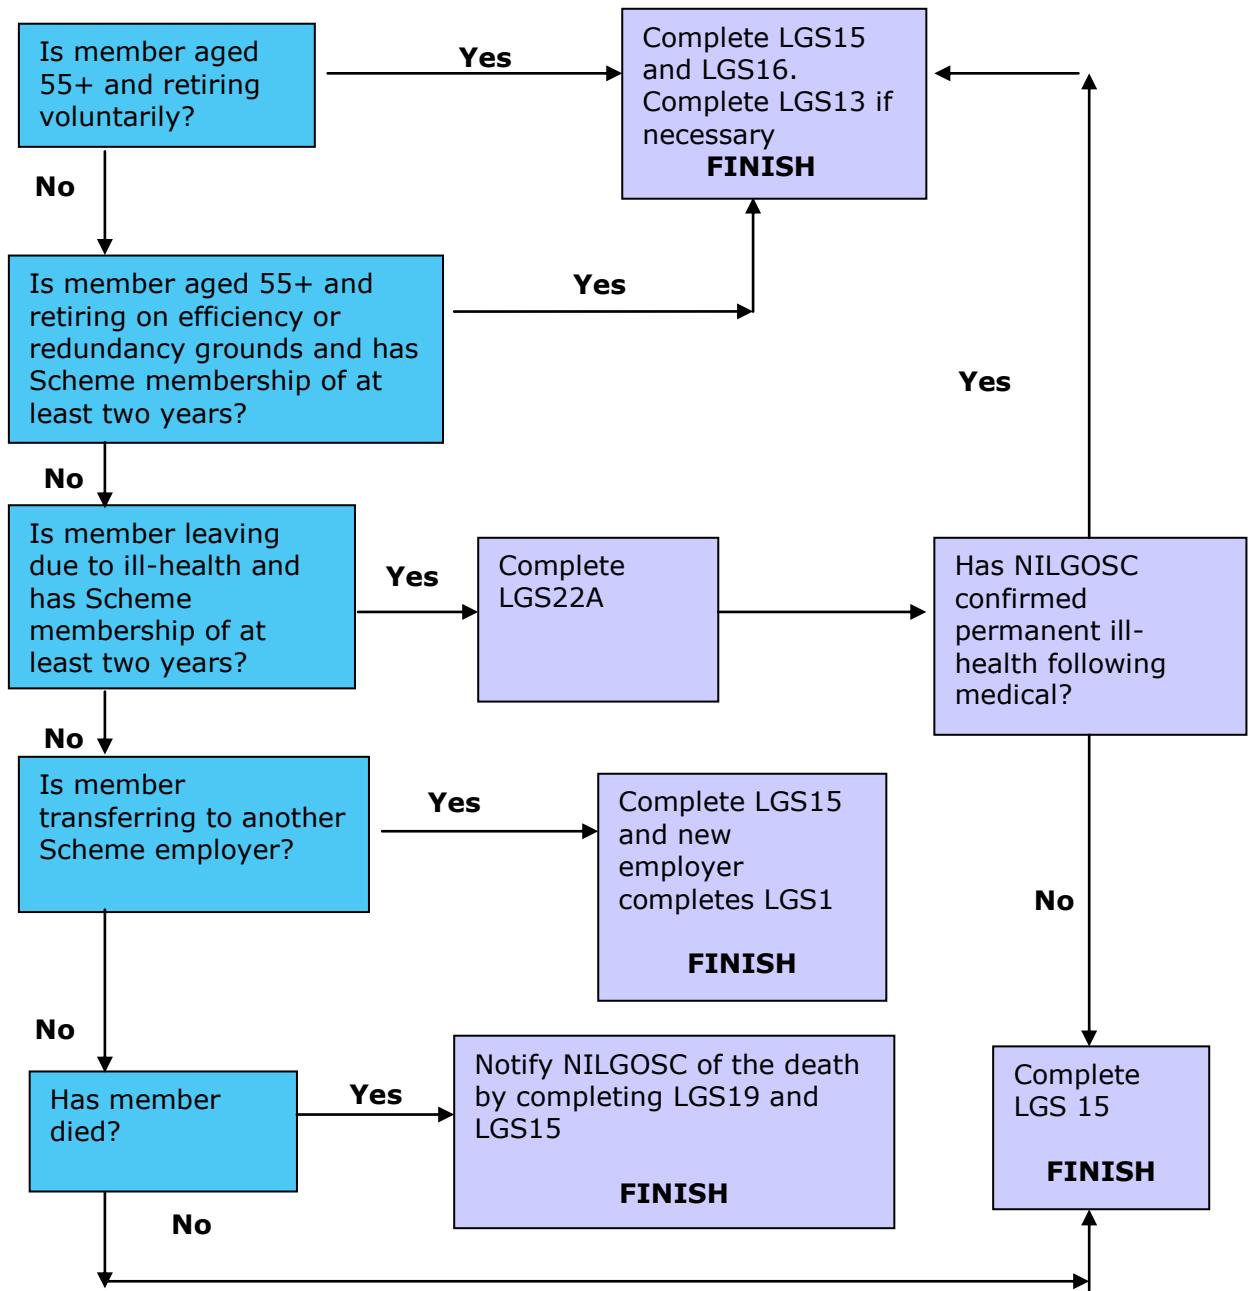 Is member aged
55+ and retiring
voluntarily?
Yes
Complete LGS15
and LGS16.
Complete LGS13 if
necessary
FINISH
No
Is member aged 55+ and
retiring on efficiency or
redundancy grounds and has
Scheme membership of at
least two years?
Yes
Yes
No
Is member leaving
due to ill-health and
has Scheme
membership of at
least two years?
Yes
Complete
LGS22A
Has NILGOSC
confirmed
permanent ill-
health following
medical?
No
Is member
transferring to another
Scheme employer?
Yes
Complete LGS15
and new
employer
completes LGS1
FINISH
No
No
Has member
died?
Yes
Notify NILGOSC of the death
by completing LGS19 and
LGS15
FINISH
Complete
LGS 15
FINISH
No